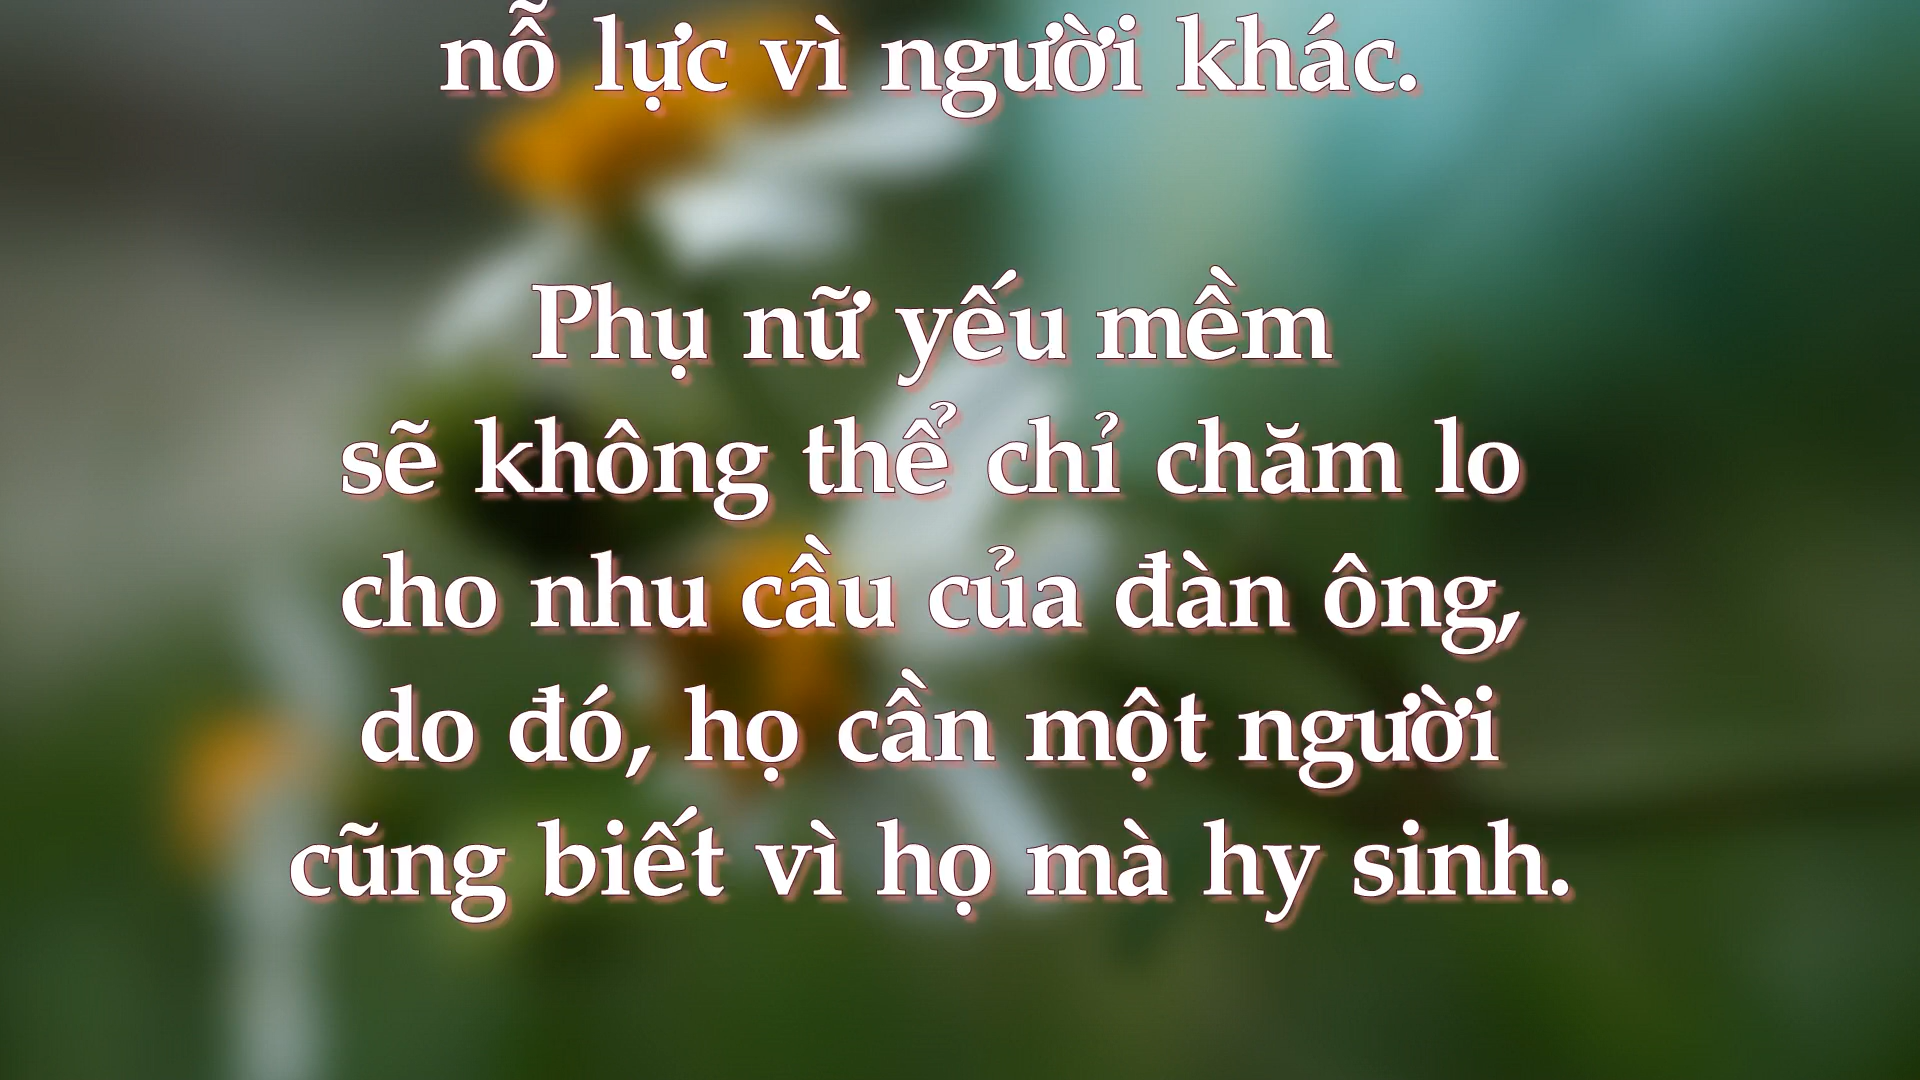 nỗ lực vì người khác.
Phụ nữ yếu mềm
sẽ không thể chỉ chăm lo
cho nhu cầu của đàn ông,
do đó, họ cần một người
cũng biết vì họ mà hy sinh.